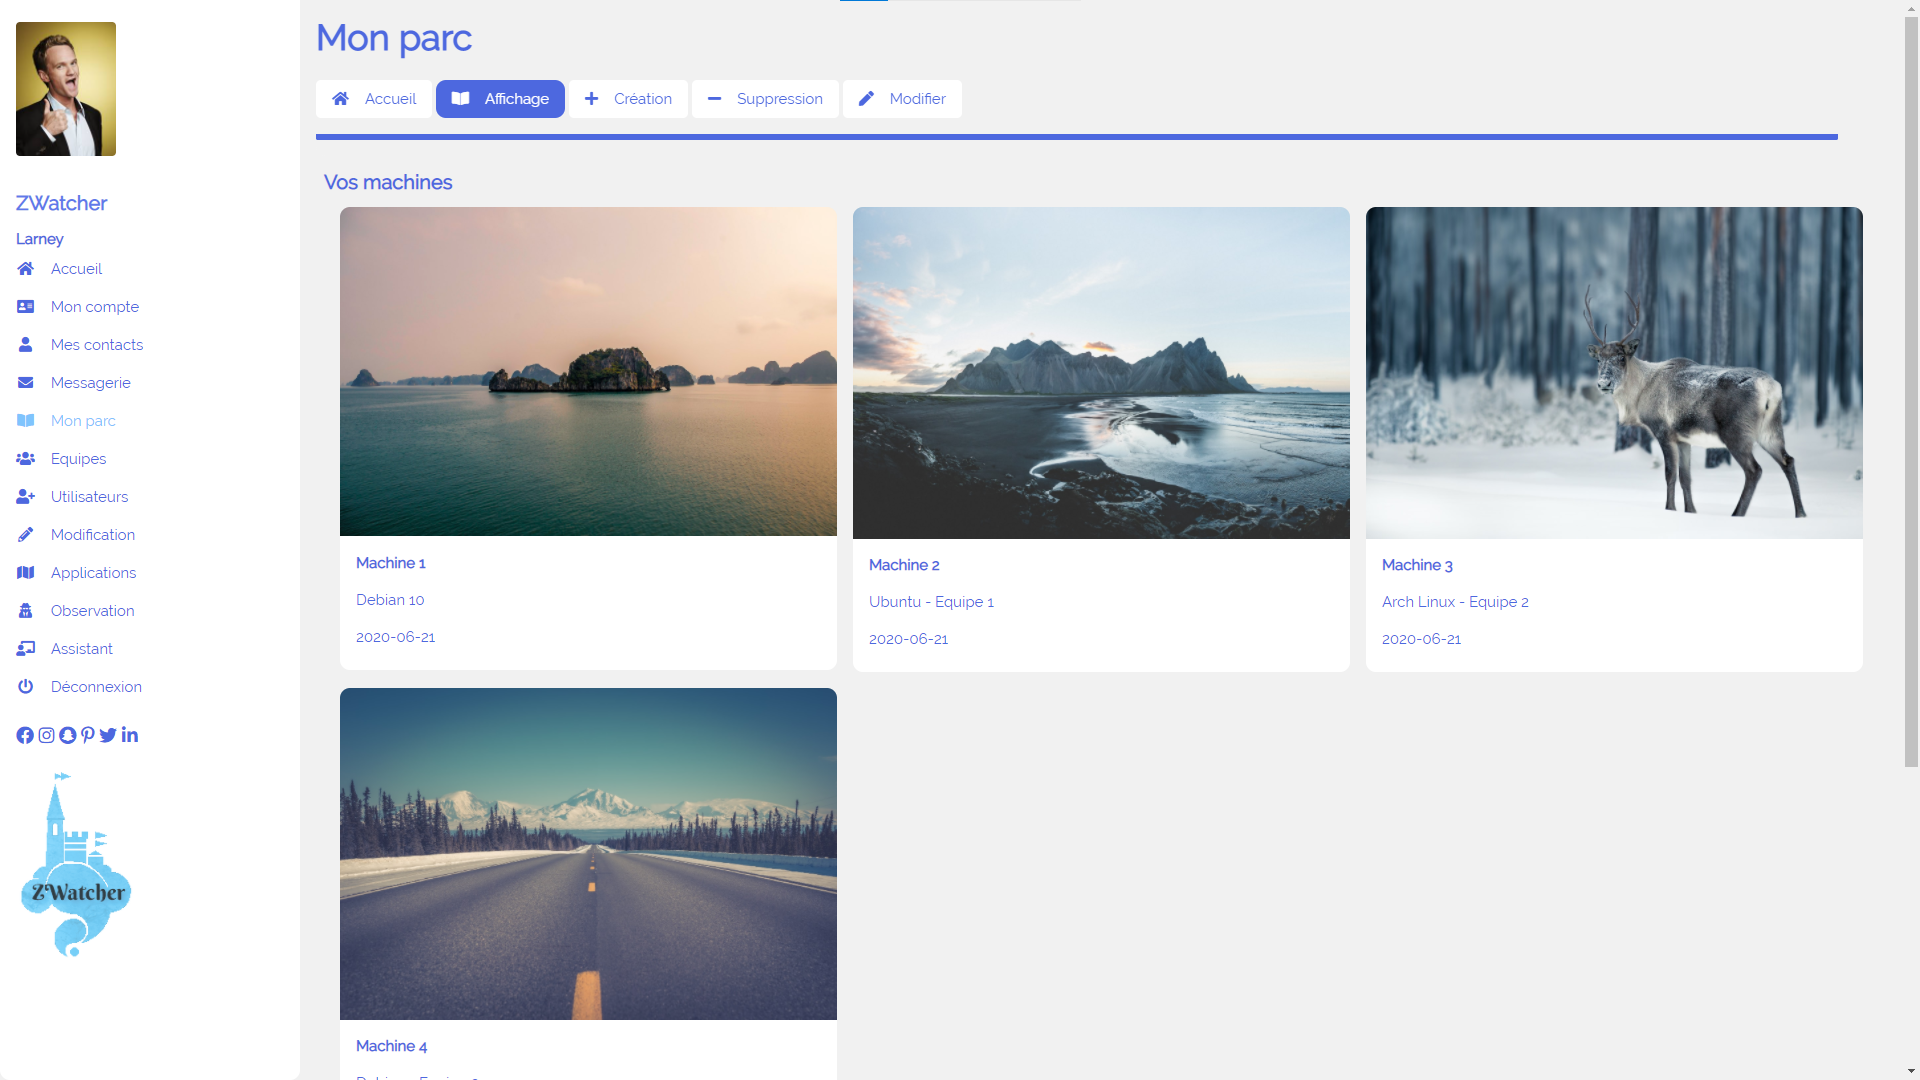 Mon parc
Accueil
Affichage
Création
Suppression
Modifier
ZWatcher
Larney
Accueil
Mon compte
Mes contacts
Messagerie
Mon parc
Equipes
Utilisateurs
Modification
Applications
Observation
Assistant
Déconnexion
ZWatcher
Vos machines
Machine 1
Debian 10
2020-06-21
Machine 2
Ubuntu - Equipe 1
2020-06-21
Machine 3
Arch Linux - Equipe 2
2020-06-21
Machine 4